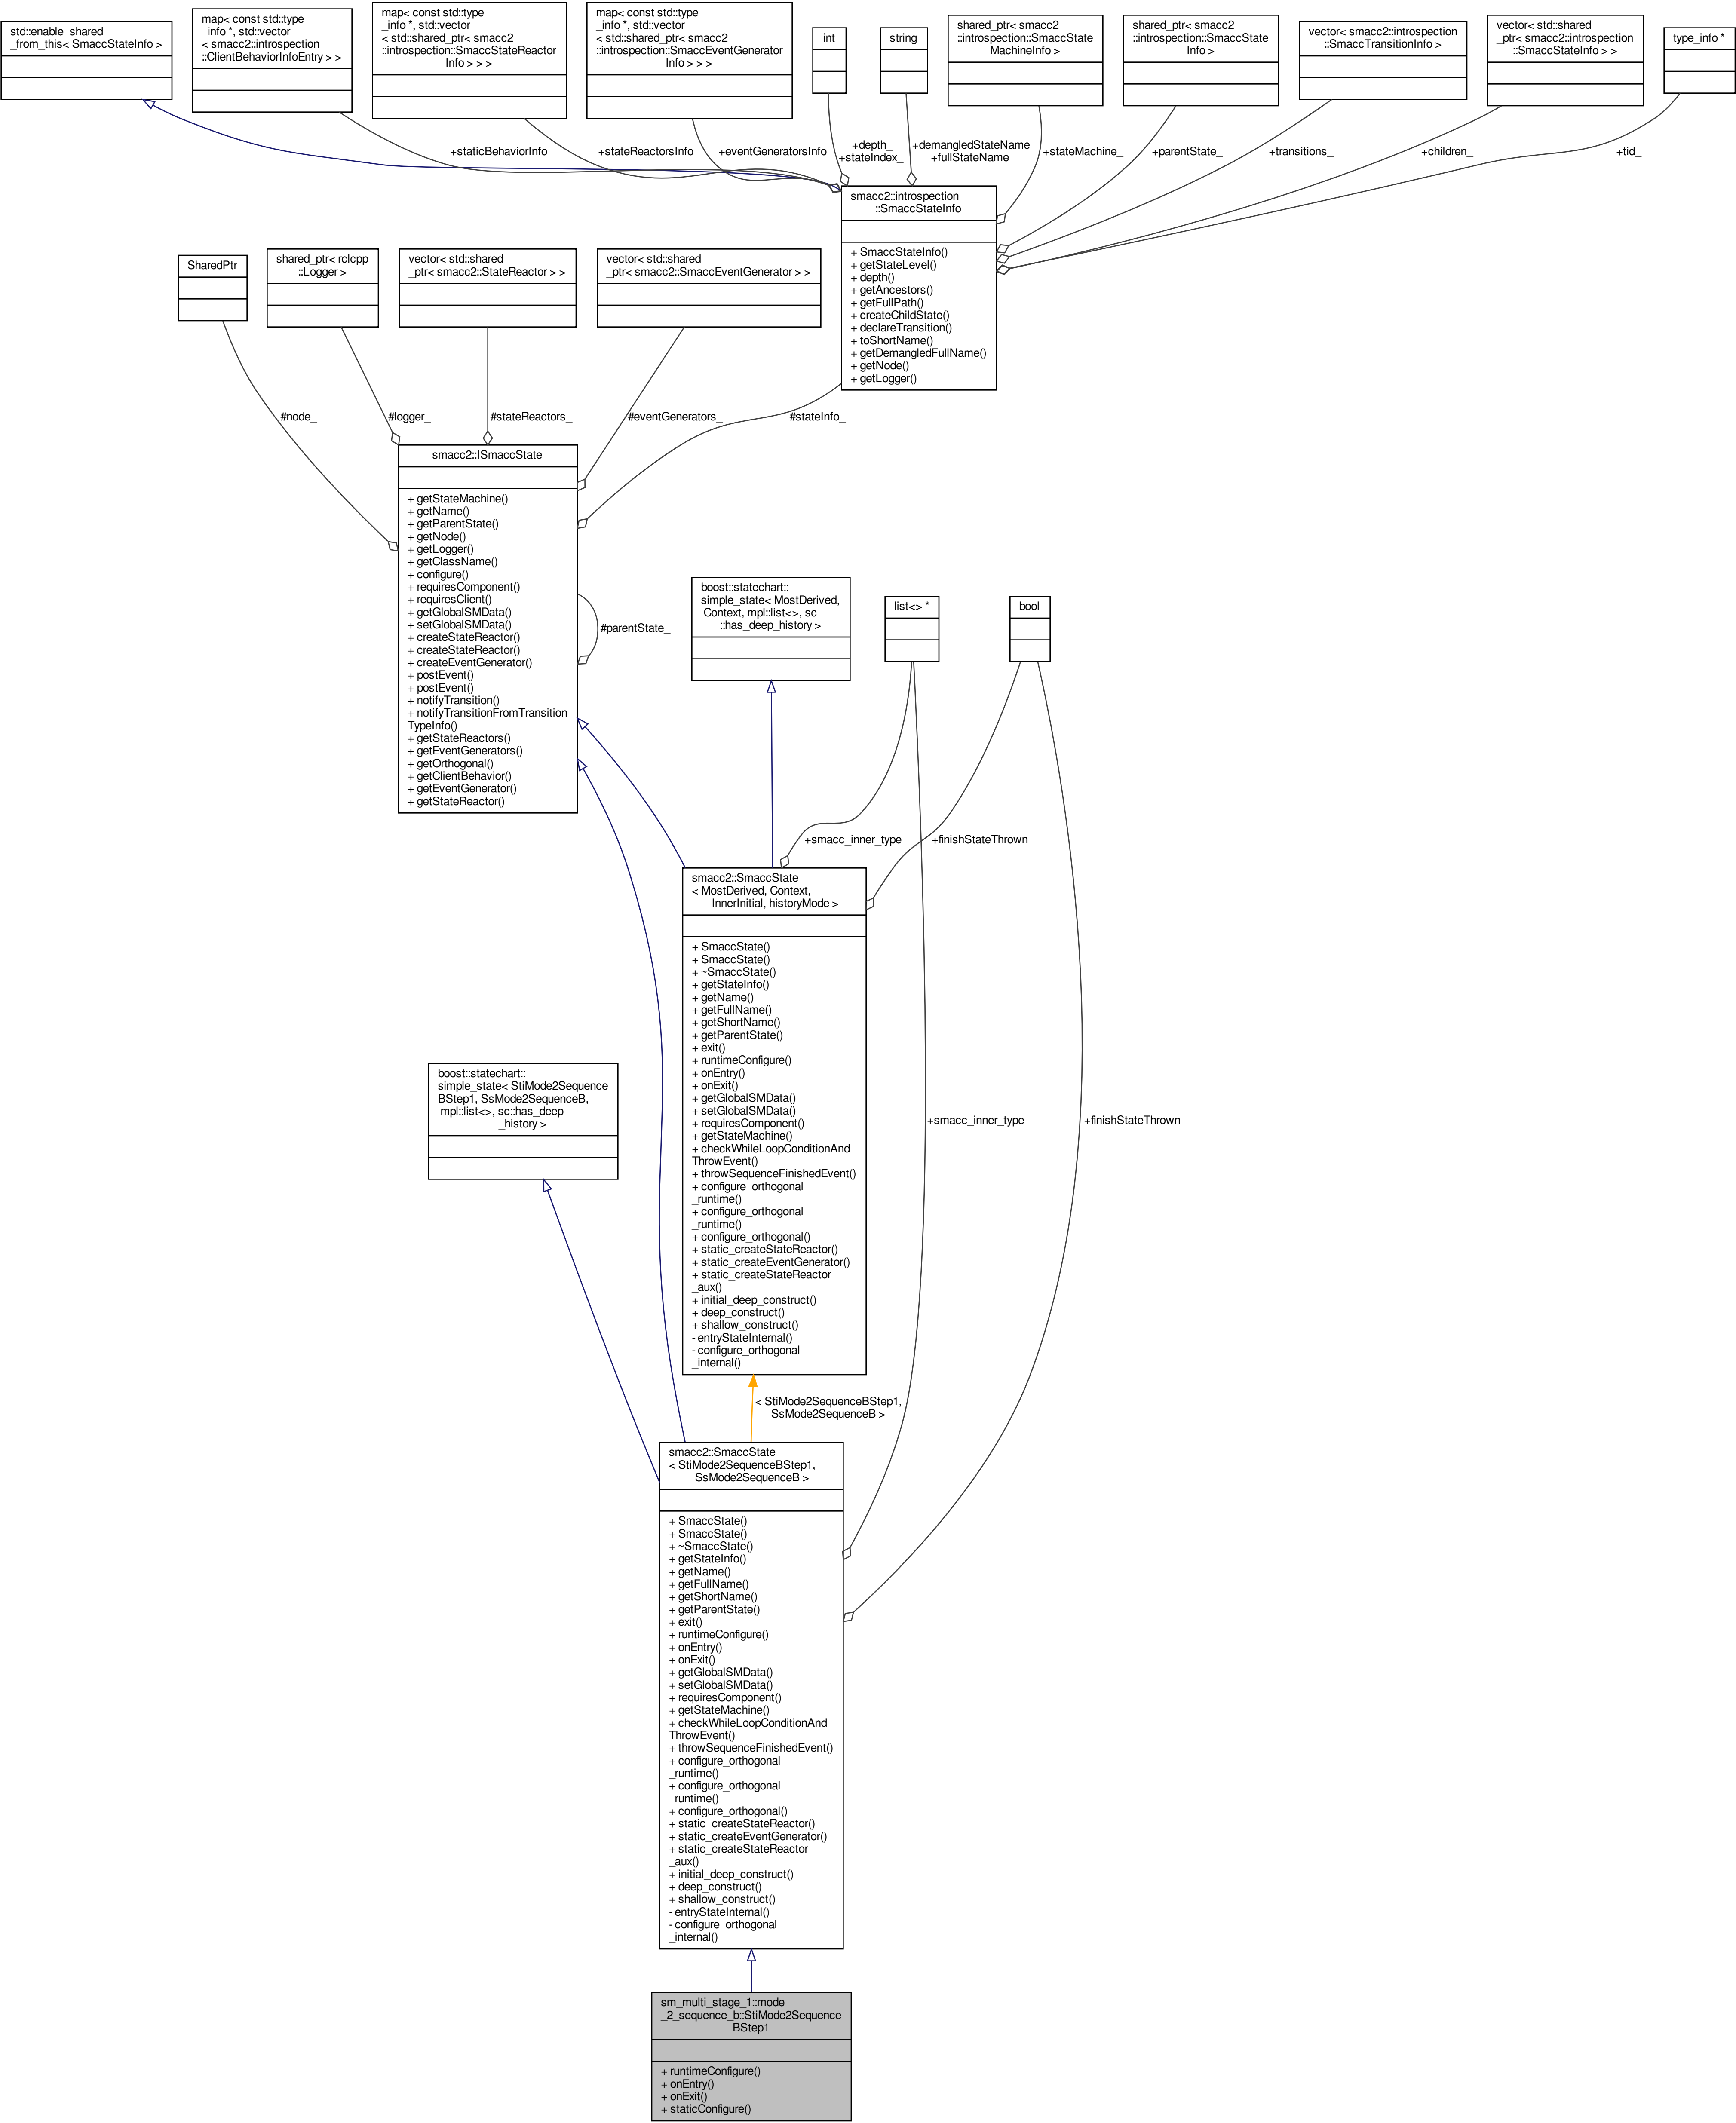 std::enable_shared
_from_this< SmaccStateInfo >
map< const std::type
_info *, std::vector
< smacc2::introspection
::ClientBehaviorInfoEntry > >
map< const std::type
_info *, std::vector
< std::shared_ptr< smacc2
::introspection::SmaccStateReactor
Info > > >
map< const std::type
_info *, std::vector
< std::shared_ptr< smacc2
::introspection::SmaccEventGenerator
Info > > >
int
string
shared_ptr< smacc2
::introspection::SmaccState
MachineInfo >
shared_ptr< smacc2
::introspection::SmaccState
Info >
vector< smacc2::introspection
::SmaccTransitionInfo >
vector< std::shared
_ptr< smacc2::introspection
::SmaccStateInfo > >
type_info *
+staticBehaviorInfo
+stateReactorsInfo
+eventGeneratorsInfo
+depth_
+stateIndex_
+demangledStateName
+fullStateName
+stateMachine_
+parentState_
+transitions_
+children_
+tid_
smacc2::introspection
::SmaccStateInfo
+ SmaccStateInfo()
+ getStateLevel()
+ depth()
+ getAncestors()
+ getFullPath()
+ createChildState()
+ declareTransition()
+ toShortName()
+ getDemangledFullName()
+ getNode()
+ getLogger()
SharedPtr
shared_ptr< rclcpp
::Logger >
vector< std::shared
_ptr< smacc2::StateReactor > >
vector< std::shared
_ptr< smacc2::SmaccEventGenerator > >
#node_
#logger_
#stateReactors_
#eventGenerators_
#stateInfo_
smacc2::ISmaccState
+ getStateMachine()
+ getName()
+ getParentState()
+ getNode()
+ getLogger()
+ getClassName()
+ configure()
+ requiresComponent()
+ requiresClient()
+ getGlobalSMData()
+ setGlobalSMData()
+ createStateReactor()
+ createStateReactor()
+ createEventGenerator()
+ postEvent()
+ postEvent()
+ notifyTransition()
+ notifyTransitionFromTransition
TypeInfo()
+ getStateReactors()
+ getEventGenerators()
+ getOrthogonal()
+ getClientBehavior()
+ getEventGenerator()
+ getStateReactor()
#parentState_
boost::statechart::
simple_state< MostDerived,
Context, mpl::list<>, sc
::has_deep_history >
list<> *
bool
+smacc_inner_type
+finishStateThrown
smacc2::SmaccState
< MostDerived, Context,
InnerInitial, historyMode >
+ SmaccState()
+ SmaccState()
+ ~SmaccState()
+ getStateInfo()
+ getName()
+ getFullName()
+ getShortName()
+ getParentState()
+ exit()
+ runtimeConfigure()
+ onEntry()
+ onExit()
+ getGlobalSMData()
+ setGlobalSMData()
+ requiresComponent()
+ getStateMachine()
+ checkWhileLoopConditionAnd
ThrowEvent()
+ throwSequenceFinishedEvent()
+ configure_orthogonal
_runtime()
+ configure_orthogonal
_runtime()
+ configure_orthogonal()
+ static_createStateReactor()
+ static_createEventGenerator()
+ static_createStateReactor
_aux()
+ initial_deep_construct()
+ deep_construct()
+ shallow_construct()
- entryStateInternal()
- configure_orthogonal
_internal()
boost::statechart::
simple_state< StiMode2Sequence
BStep1, SsMode2SequenceB,
mpl::list<>, sc::has_deep
_history >
+smacc_inner_type
+finishStateThrown
< StiMode2SequenceBStep1,
SsMode2SequenceB >
smacc2::SmaccState
< StiMode2SequenceBStep1,
SsMode2SequenceB >
+ SmaccState()
+ SmaccState()
+ ~SmaccState()
+ getStateInfo()
+ getName()
+ getFullName()
+ getShortName()
+ getParentState()
+ exit()
+ runtimeConfigure()
+ onEntry()
+ onExit()
+ getGlobalSMData()
+ setGlobalSMData()
+ requiresComponent()
+ getStateMachine()
+ checkWhileLoopConditionAnd
ThrowEvent()
+ throwSequenceFinishedEvent()
+ configure_orthogonal
_runtime()
+ configure_orthogonal
_runtime()
+ configure_orthogonal()
+ static_createStateReactor()
+ static_createEventGenerator()
+ static_createStateReactor
_aux()
+ initial_deep_construct()
+ deep_construct()
+ shallow_construct()
- entryStateInternal()
- configure_orthogonal
_internal()
sm_multi_stage_1::mode
_2_sequence_b::StiMode2Sequence
BStep1
+ runtimeConfigure()
+ onEntry()
+ onExit()
+ staticConfigure()